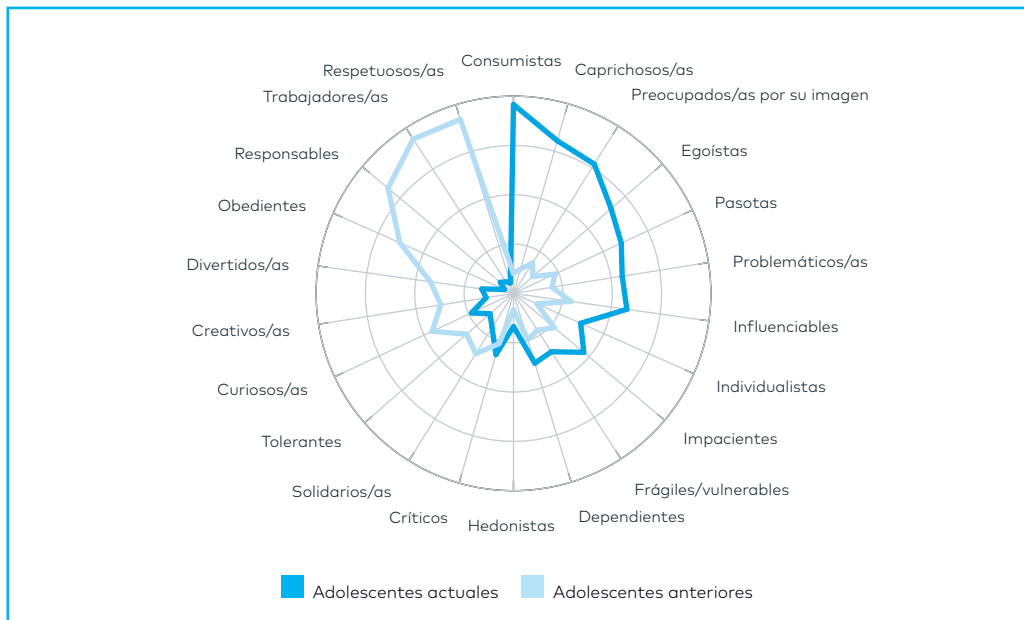 Consumistas
Caprichosos/as
Preocupados/as por su imagen
Egoístas
Pasotas
Problemáticos/as
Influenciables
Individualistas
Impacientes
Frágiles/vulnerables
Dependientes
Hedonistas
Críticos
Solidarios/as
Tolerantes
Curiosos/as
Creativos/as
Divertidos/as
Obedientes
Responsables
Trabajadores/as
Respetuosos/as
Adolescentes actuales
Adolescentes anteriores